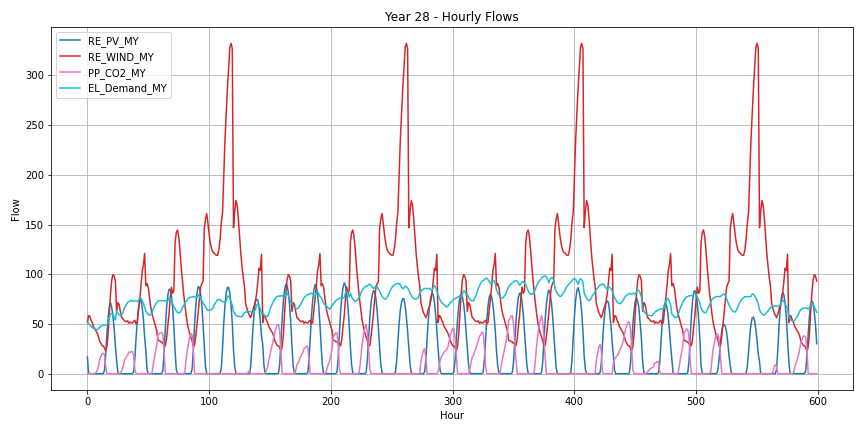 Year 28 - Hourly Flows
RE_PV_MY
RE_WIND_MY
PP_CO2_MY
EL_Demand_MY
300
250
200
150
100
50
0
Flow
0 100 200 300 400 500 600
Hour